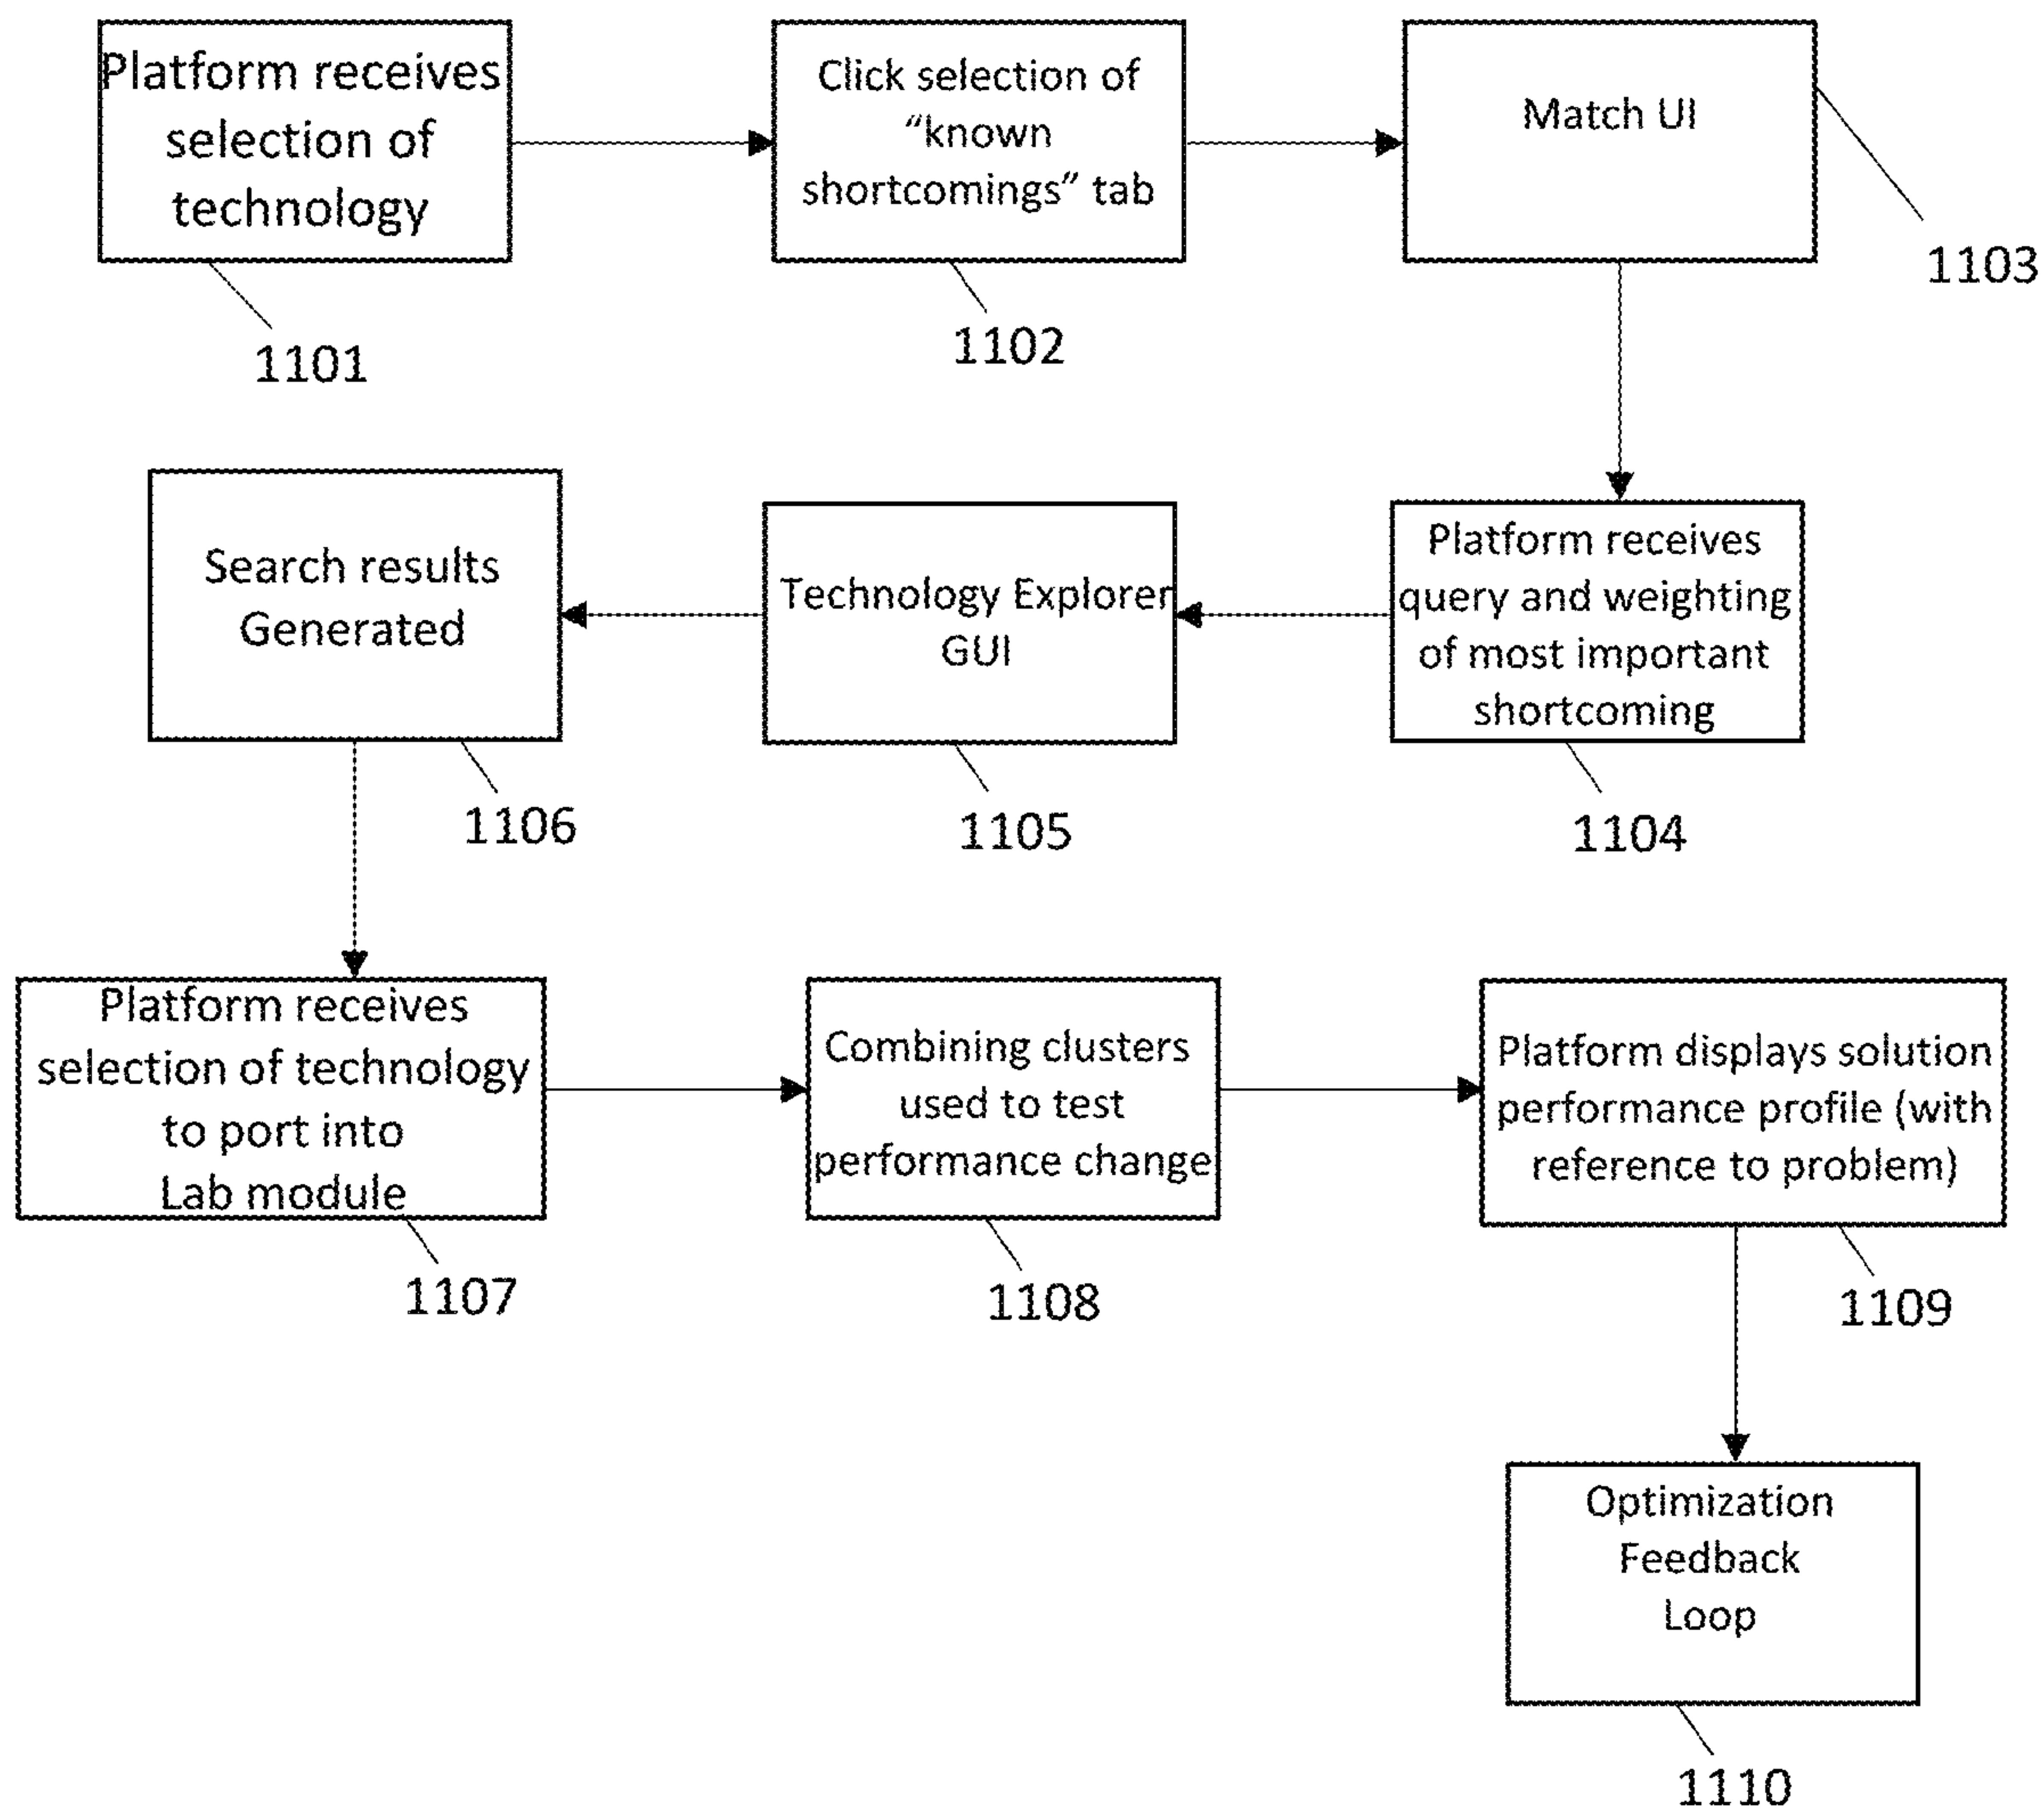 Platform receives
selection of
technology
1101
Click selection of
“known
shortcomings” tab
1102
Match UI
1103
Platform receives
query and weighting
of most important
shortcoming
1104
Technology Explorer
GUI
1105
Search results
Generated
1106
Platform receives
selection of technology
to port into
Lab module
1107
Combining clusters
used to test
performance change
1108
Platform displays solution
performance profile (with
reference to problem)
1109
Optimization
Feedback
Loop
1110